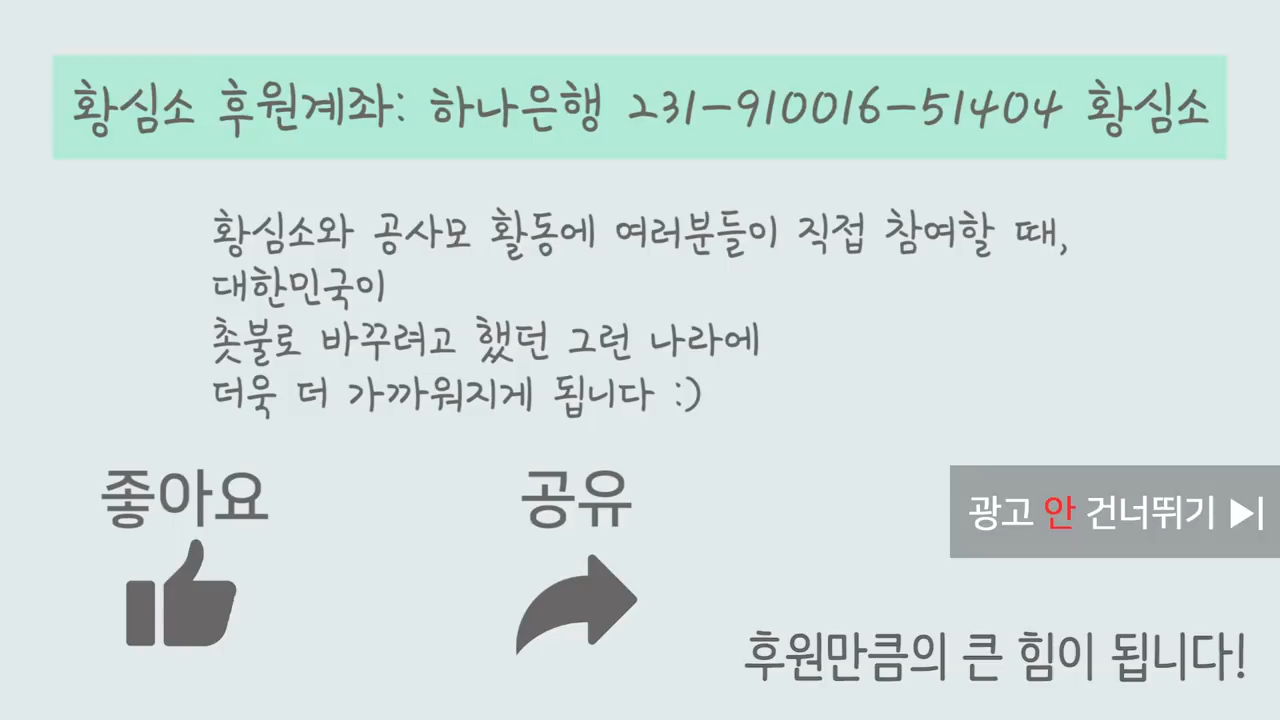 황심소 후원계좌: 하나은행 231-910016-51404 황심소
황심소와 공사모 활동에 여러분들이 직접 참여할 때,
대한민국이
촛불로 바꾸려고 했던 그런 나라에
더욱 더 가까워지게 됩니다 :)
좋아요
공유
광고 안 건너뛰기
후원만큼의 큰 힘이 됩니다!